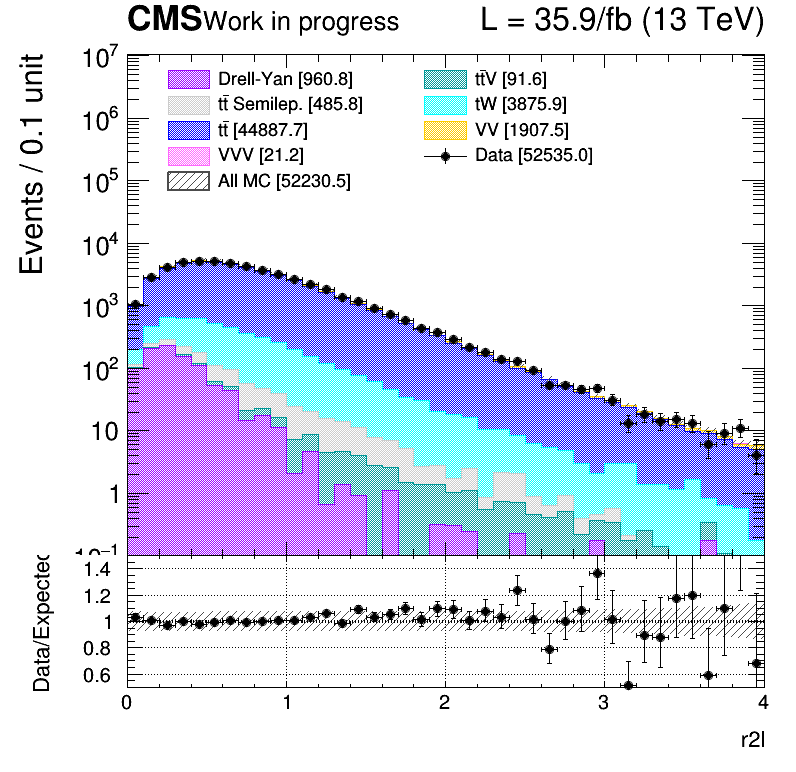 CMS Work in progress L = 35.9/fb (13 TeV)
Events / 0.1 unit
10⁷
10⁶
10⁵
10⁴
10³
10²
10
1
10⁻¹
Drell-Yan [960.8]
tt̄ Semilep. [485.8]
tt̄ [44887.7]
VVV [21.2]
All MC [52230.5]
tt̄V [91.6]
tW [3875.9]
VV [1907.5]
Data [52535.0]
Data/Expected
1.4
1.2
1
0.8
0.6
0 1 2 3 4
r2l